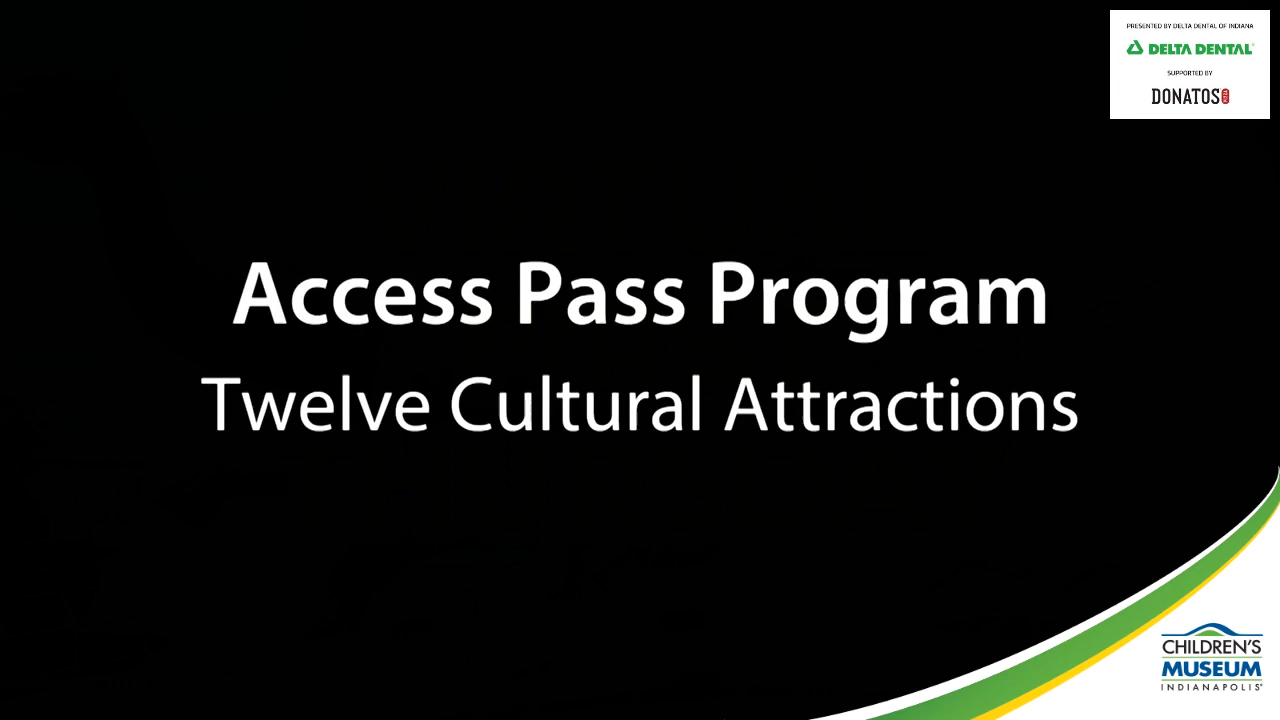 PRESENTED BY DELTA DENTAL OF INDIANA
DELTA DENTAL®
SUPPORTED BY
DONATOS
Access Pass Program
Twelve Cultural Attractions
CHILDREN'S
MUSEUM
INDIANAPOLIS®